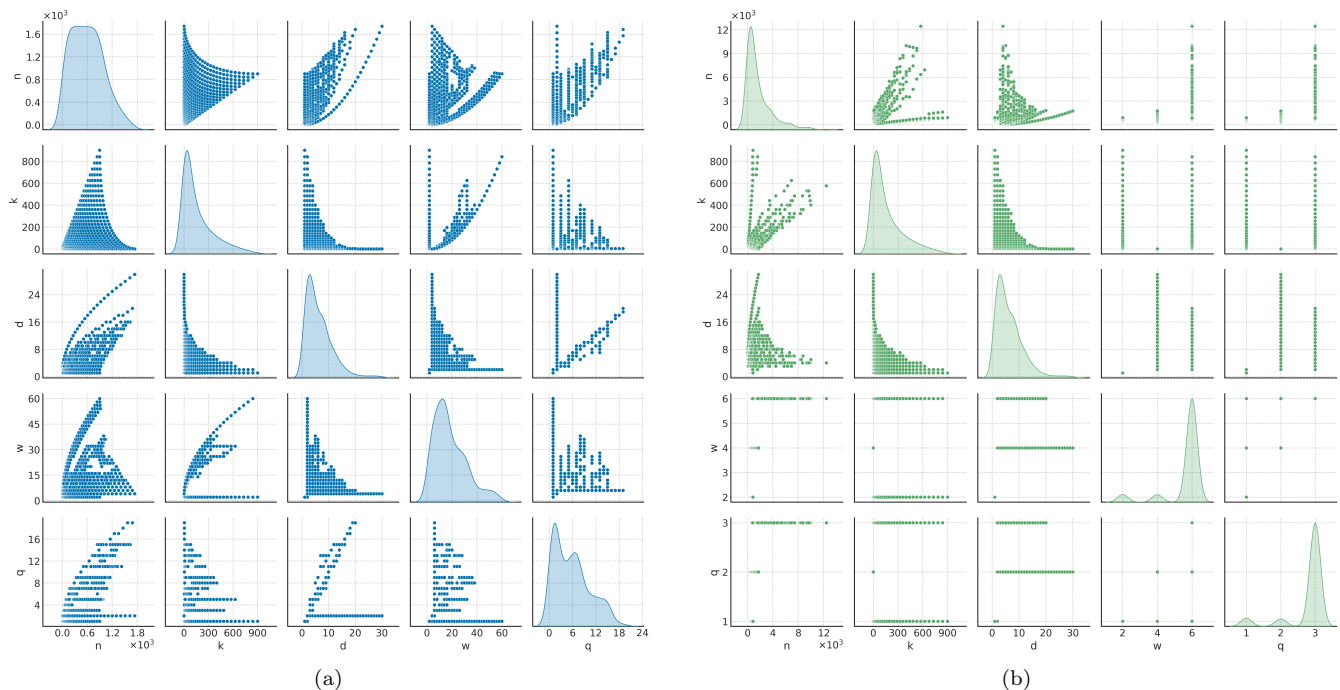 ×10³ ×10³
n 1.6 1.2 0.8 0.4 0.0 n 12 9 6 3 0
k 800 600 400 200 0 k 800 600 400 200 0
d 24 16 8 0 d 24 16 8 0
w 60 45 30 15 0 w 6 5 4 3 2
q 16 12 8 4 q 3 2 1
0.0 0.6 1.2 1.8 0 300 600 900 0 10 20 30 0 20 40 60 0 6 12 18 24 0 4 8 12 0 300 600 900 0 10 20 30 2 4 6 1 2 3
n ×10³ k d w q n ×10³ k d w q
(a) (b)